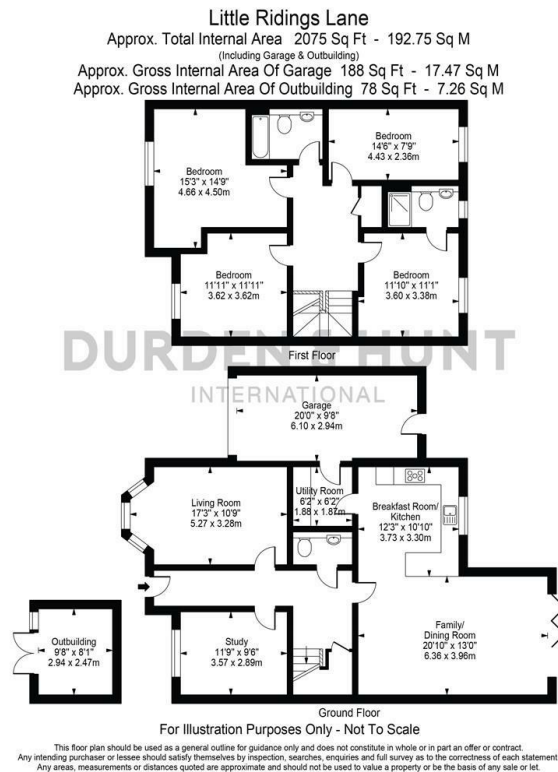 Little Ridings Lane
Approx. Total Internal Area 2075 Sq Ft - 192.75 Sq M
(Including Garage & Outbuilding)
Approx. Gross Internal Area Of Garage 188 Sq Ft - 17.47 Sq M
Approx. Gross Internal Area Of Outbuilding 78 Sq Ft - 7.26 Sq M
Bedroom
14'6" x 7'9"
4.43 x 2.36m
Bedroom
15'3" x 14'9"
4.66 x 4.50m
Bedroom
11'11" x 11'11"
3.62 x 3.62m
Bedroom
11'10" x 11'1"
3.60 x 3.38m
DURDEN & HUNT
INTERNATIONAL
First Floor
Garage
20'0" x 9'8"
6.10 x 2.94m
Living Room
17'3" x 10'9"
5.27 x 3.28m
Utility Room
6'2" x 6'2"
1.88 x 1.87m
Breakfast Room/
Kitchen
12'3" x 10'10"
3.73 x 3.30m
Outbuilding
9'8" x 8'1"
2.94 x 2.47m
Study
11'9" x 9'6"
3.57 x 2.89m
Family/
Dining Room
20'10" x 13'0"
6.36 x 3.96m
Ground Floor
For Illustration Purposes Only - Not To Scale
This floor plan should be used as a general outline for guidance only and does not constitute in whole or in part an offer or contract.
Any intending purchaser or lessee should satisfy themselves by inspection, searches, enquiries and full survey as to the correctness of each statement.
Any areas, measurements or distances quoted are approximate and should not be used to value a property or be the basis of any sale or let.